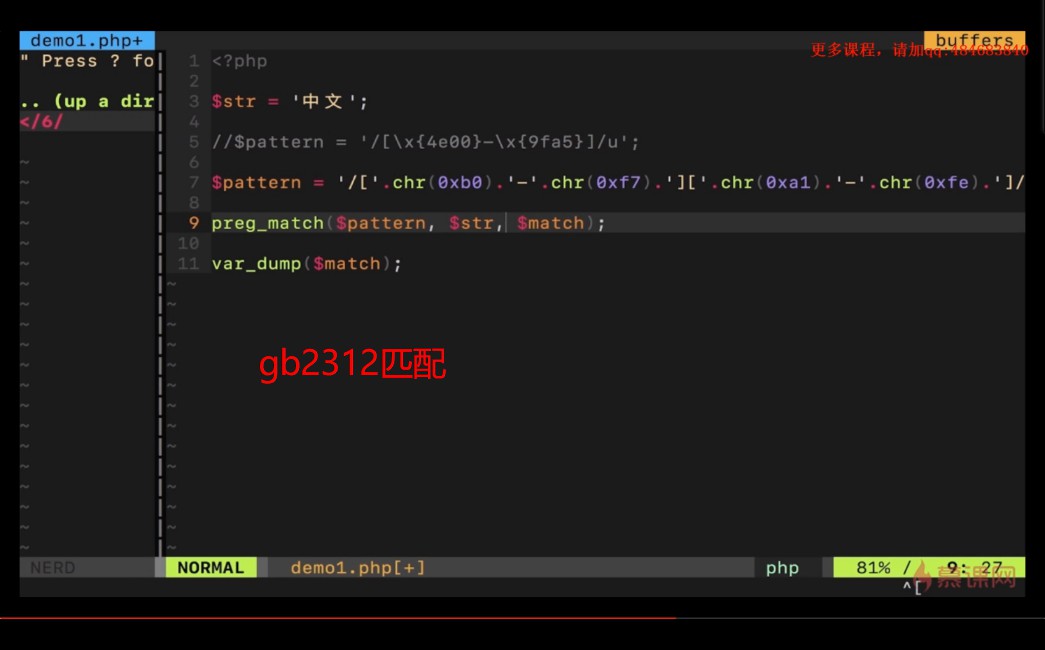 demo1.php+
buffers
更多课程，请加qq:484683840
" Press ? fo
.. (up a dir
</6/
1 <?php
2
3 $str = '中文';
4
5 //$pattern = '/[\x{4e00}-\x{9fa5}]/u';
6
7 $pattern = '/['.chr(0xb0).'-'.chr(0xf7).']['.chr(0xa1).'-'.chr(0xfe).']/
8
9 preg_match($pattern, $str, $match);
10
11 var_dump($match);
gb2312匹配
NERD
NORMAL demo1.php[+] php 81% / 9: 27
^[
慕课网